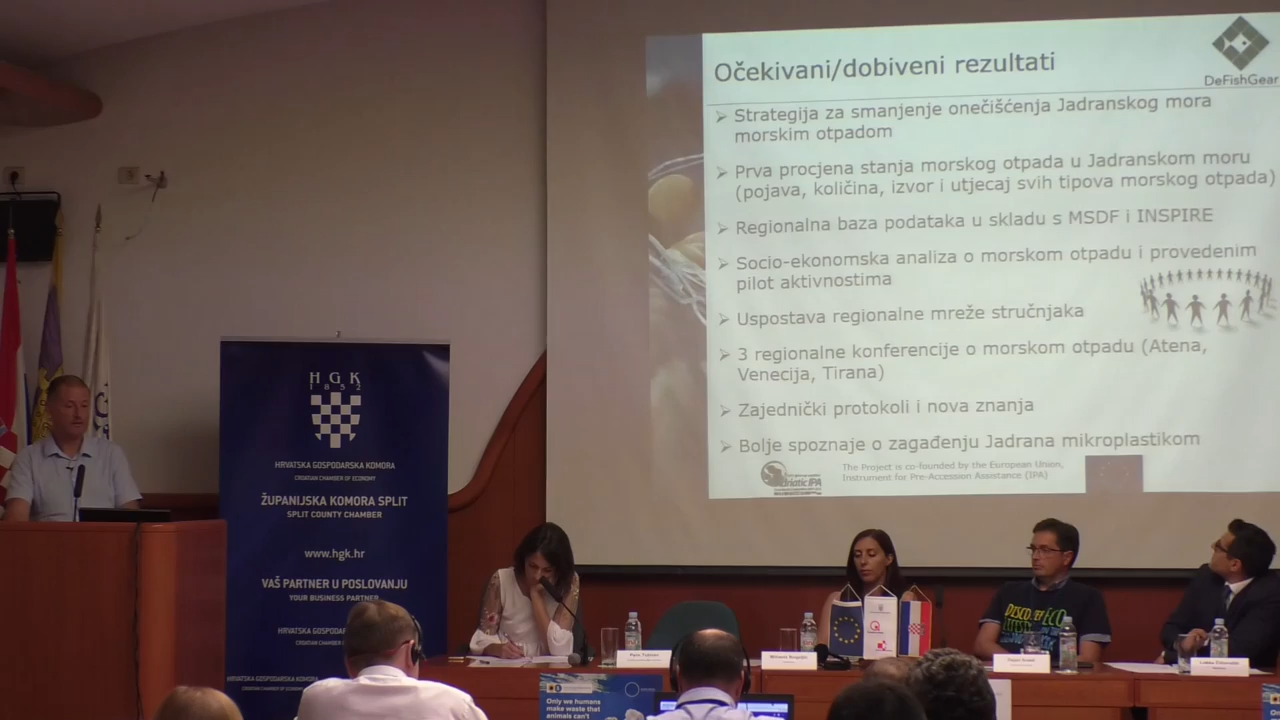 Očekivani/dobiveni rezultati
DeFishGear
Strategija za smanjenje onečišćenja Jadranskog mora
morskim otpadom
Prva procjena stanja morskog otpada u Jadranskom moru
(pojava, količina, izvor i utjecaj svih tipova morskog otpada)
Regionalna baza podataka u skladu s MSDF i INSPIRE
Socio-ekonomska analiza o morskom otpadu i provedenim
pilot aktivnostima
Uspostava regionalne mreže stručnjaka
3 regionalne konferencije o morskom otpadu (Atena,
Venecija, Tirana)
Zajednički protokoli i nova znanja
Bolje spoznaje o zagađenju Jadrana mikroplastikom
The Project is co-founded by the European Union,
Instrument for Pre-Accession Assistance (IPA)
HGK
1852
HRVATSKA GOSPODARSKA KOMORA
CROATIAN CHAMBER OF ECONOMY
ŽUPANIJSKA KOMORA SPLIT
SPLIT COUNTY CHAMBER
www.hgk.hr
VAŠ PARTNER U POSLOVANJU
YOUR BUSINESS PARTNER
Only we humans
make waste that
animals can't